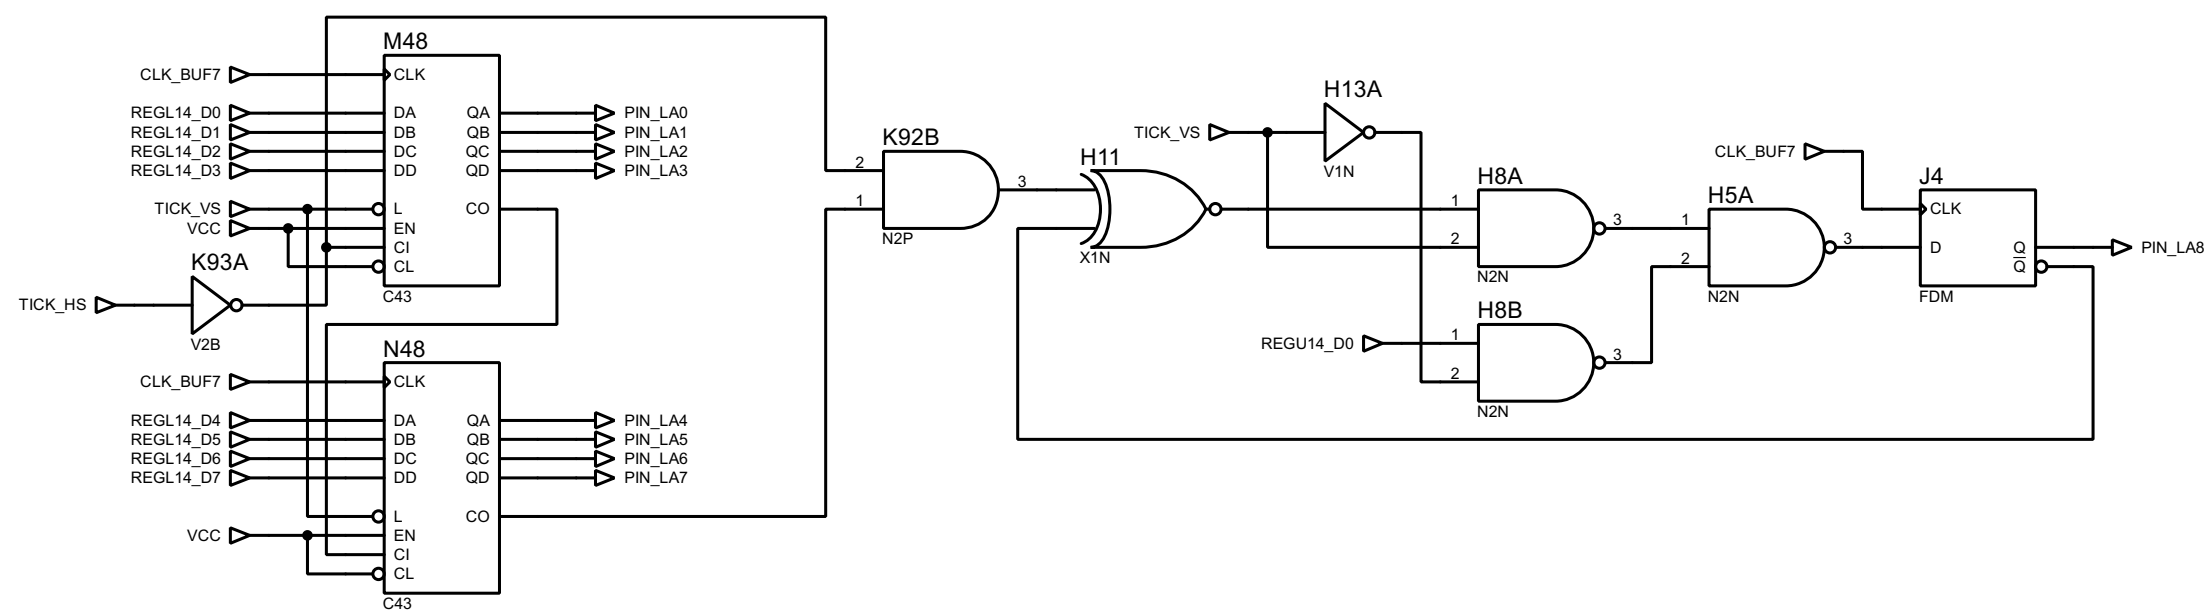 M48
CLK_BUF7
CLK
REGL14_D0
DA
QA
PIN_LA0
REGL14_D1
DB
QB
PIN_LA1
REGL14_D2
DC
QC
PIN_LA2
REGL14_D3
DD
QD
PIN_LA3
TICK_VS
L
CO
VCC
EN
CI
CL
K93A
TICK_HS
V2B
C43
N48
CLK_BUF7
CLK
REGL14_D4
DA
QA
PIN_LA4
REGL14_D5
DB
QB
PIN_LA5
REGL14_D6
DC
QC
PIN_LA6
REGL14_D7
DD
QD
PIN_LA7
L
CO
VCC
EN
CI
CL
C43
K92B
2
1
3
N2P
H11
X1N
TICK_VS
H13A
V1N
H8A
1
2
3
N2N
H8B
REGU14_D0
1
2
3
N2N
H5A
1
2
3
N2N
CLK_BUF7
J4
CLK
D
Q
Q
FDM
PIN_LA8